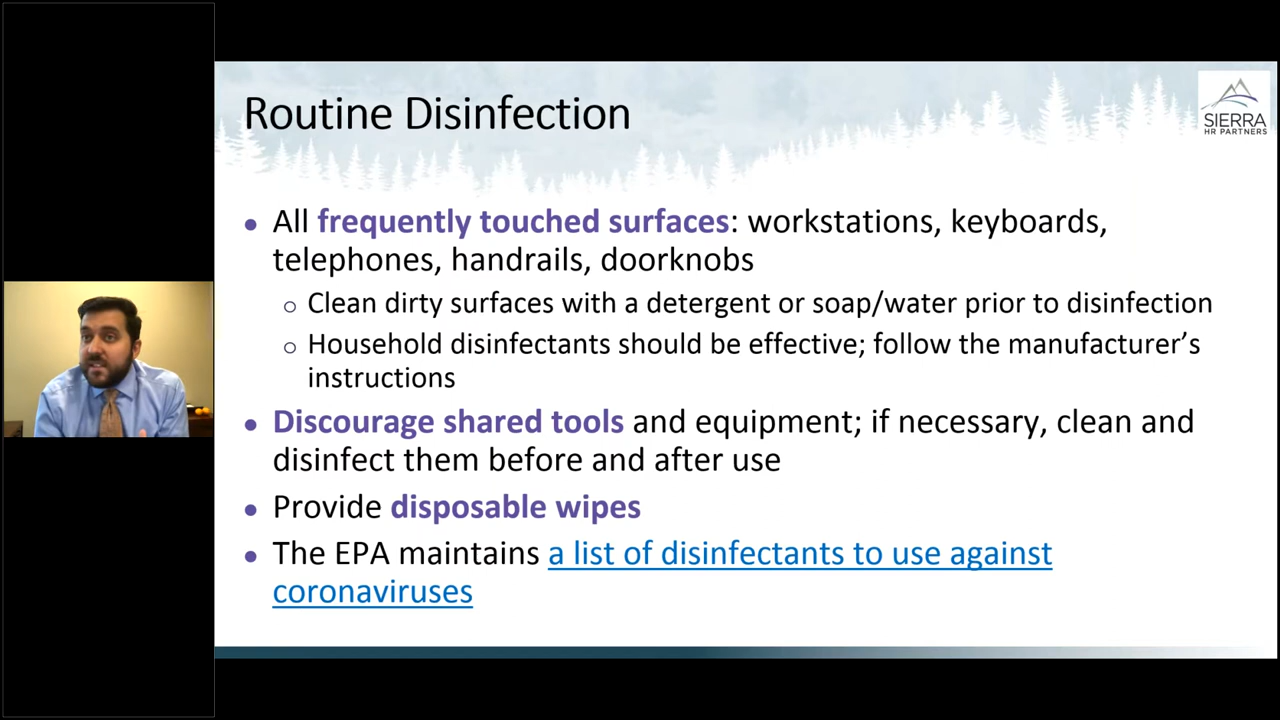 Routine Disinfection
SIERRA
HR PARTNERS
• All frequently touched surfaces: workstations, keyboards,
telephones, handrails, doorknobs
o Clean dirty surfaces with a detergent or soap/water prior to disinfection
o Household disinfectants should be effective; follow the manufacturer’s
instructions
• Discourage shared tools and equipment; if necessary, clean and
disinfect them before and after use
• Provide disposable wipes
• The EPA maintains a list of disinfectants to use against
coronaviruses